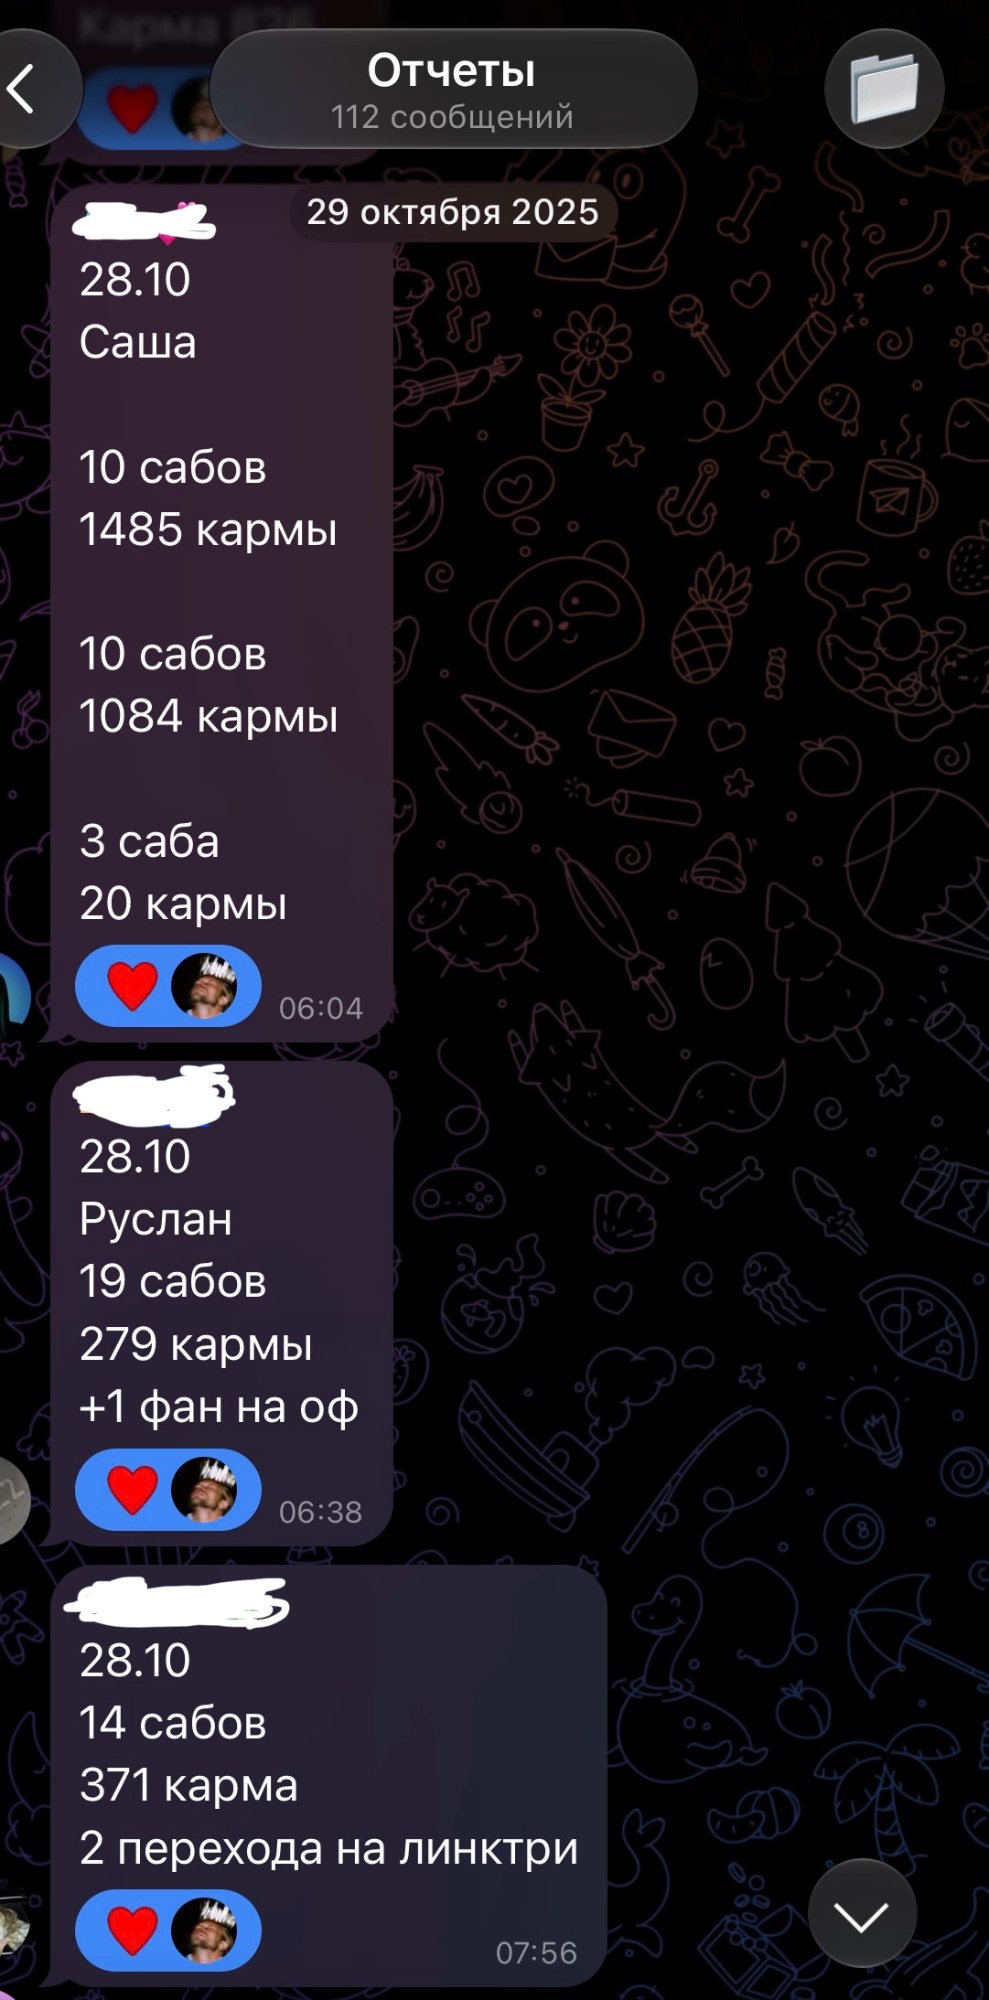 Карма 826
Отчеты
112 сообщений
29 октября 2025
28.10
Саша
10 сабов
1485 кармы
10 сабов
1084 кармы
3 саба
20 кармы
06:04
28.10
Руслан
19 сабов
279 кармы
+1 фан на оф
06:38
28.10
14 сабов
371 карма
2 перехода на линктри
07:56